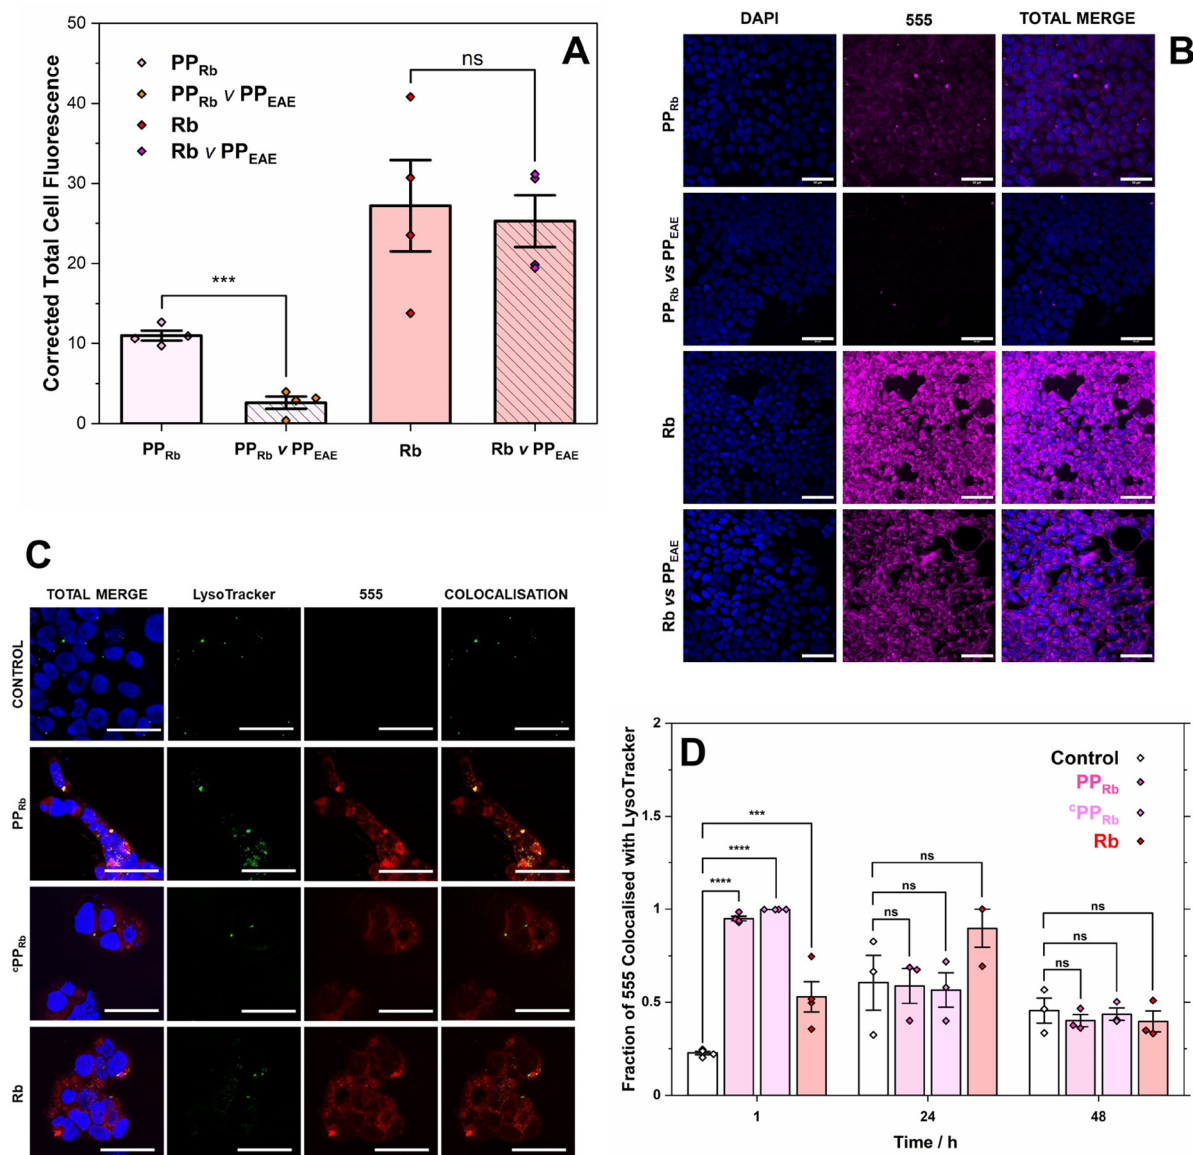 A
50
40
30
20
10
0
Corrected Total Cell Fluorescence
PPRb
PPRb v PPEAE
Rb
Rb v PPEAE
***
ns
PPRb
PPRb v PPEAE
Rb
Rb v PPEAE
B
DAPI
555
TOTAL MERGE
PPRb
PPRb vs PPEAE
Rb
Rb vs PPEAE
C
TOTAL MERGE
LysoTracker
555
COLOCALISATION
CONTROL
PPRb
cPPRb
Rb
D
2
1.5
1
0.5
0
Fraction of 555 Colocalised with LysoTracker
Control
PPRb
cPPRb
Rb
***
****
****
ns
ns
ns
ns
ns
ns
1
24
48
Time / h